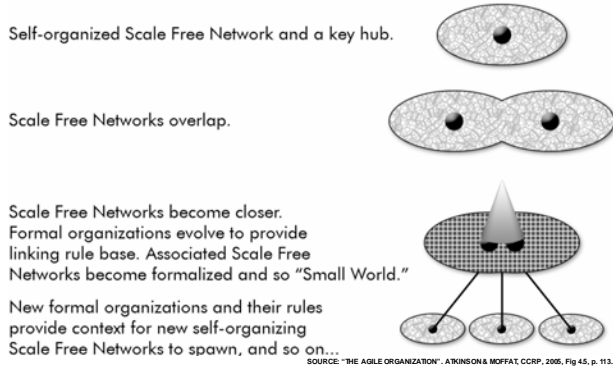 Self-organized Scale Free Network and a key hub.
Scale Free Networks overlap.
Scale Free Networks become closer.
Formal organizations evolve to provide
linking rule base. Associated Scale Free
Networks become formalized and so “Small World.”
New formal organizations and their rules
provide context for new self-organizing
Scale Free Networks to spawn, and so on...
SOURCE: “THE AGILE ORGANIZATION”. ATKINSON & MOFFAT, CCRP, 2005, Fig 4.5, p. 113.